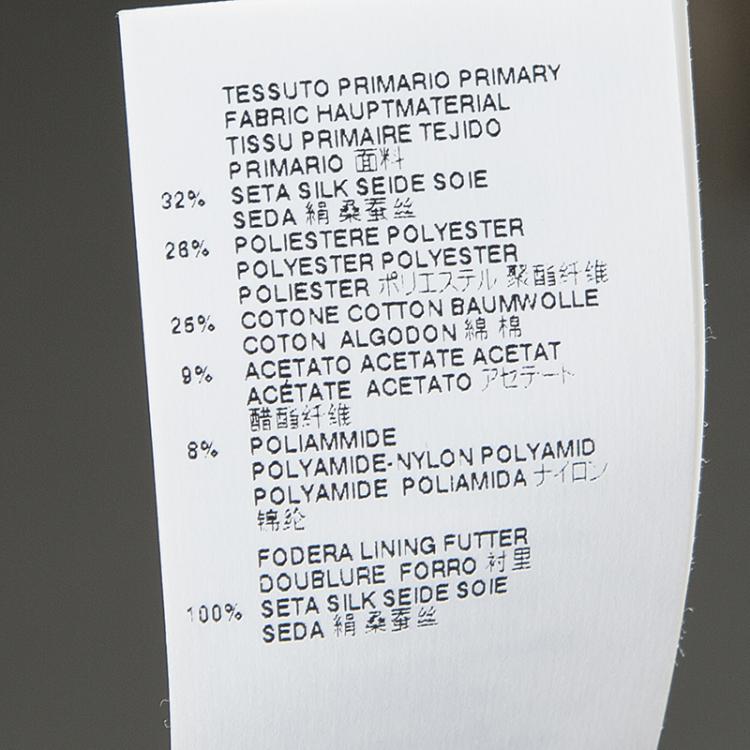 TESSUTO PRIMARIO PRIMARY
FABRIC HAUPTMATERIAL
TISSU PRIMAIRE TEJIDO
PRIMARIO 面料
32% SETA SILK SEIDE SOIE
SEDA 絹 桑蚕丝
26% POLIESTERE POLYESTER
POLYESTER POLYESTER
POLIESTER ポリエステル 聚酯纤维
25% COTONE COTTON BAUMWOLLE
COTON ALGODON 綿 棉
9% ACETATO ACETATE ACETAT
ACÉTATE ACETATO アセテート
醋酯纤维
8% POLIAMMIDE
POLYAMIDE-NYLON POLYAMID
POLYAMIDE POLIAMIDA ナイロン
锦纶
FODERA LINING FUTTER
DOUBLURE FORRO 衬里
100% SETA SILK SEIDE SOIE
SEDA 絹 桑蚕丝